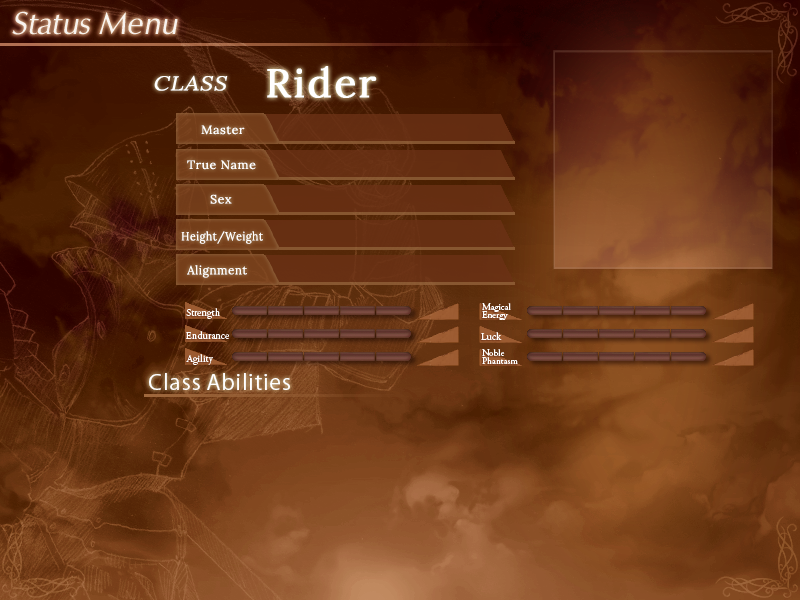 Status Menu
CLASS Rider
Master
True Name
Sex
Height/Weight
Alignment
Strength
Endurance
Agility
Magical
Energy
Luck
Noble
Phantasm
Class Abilities